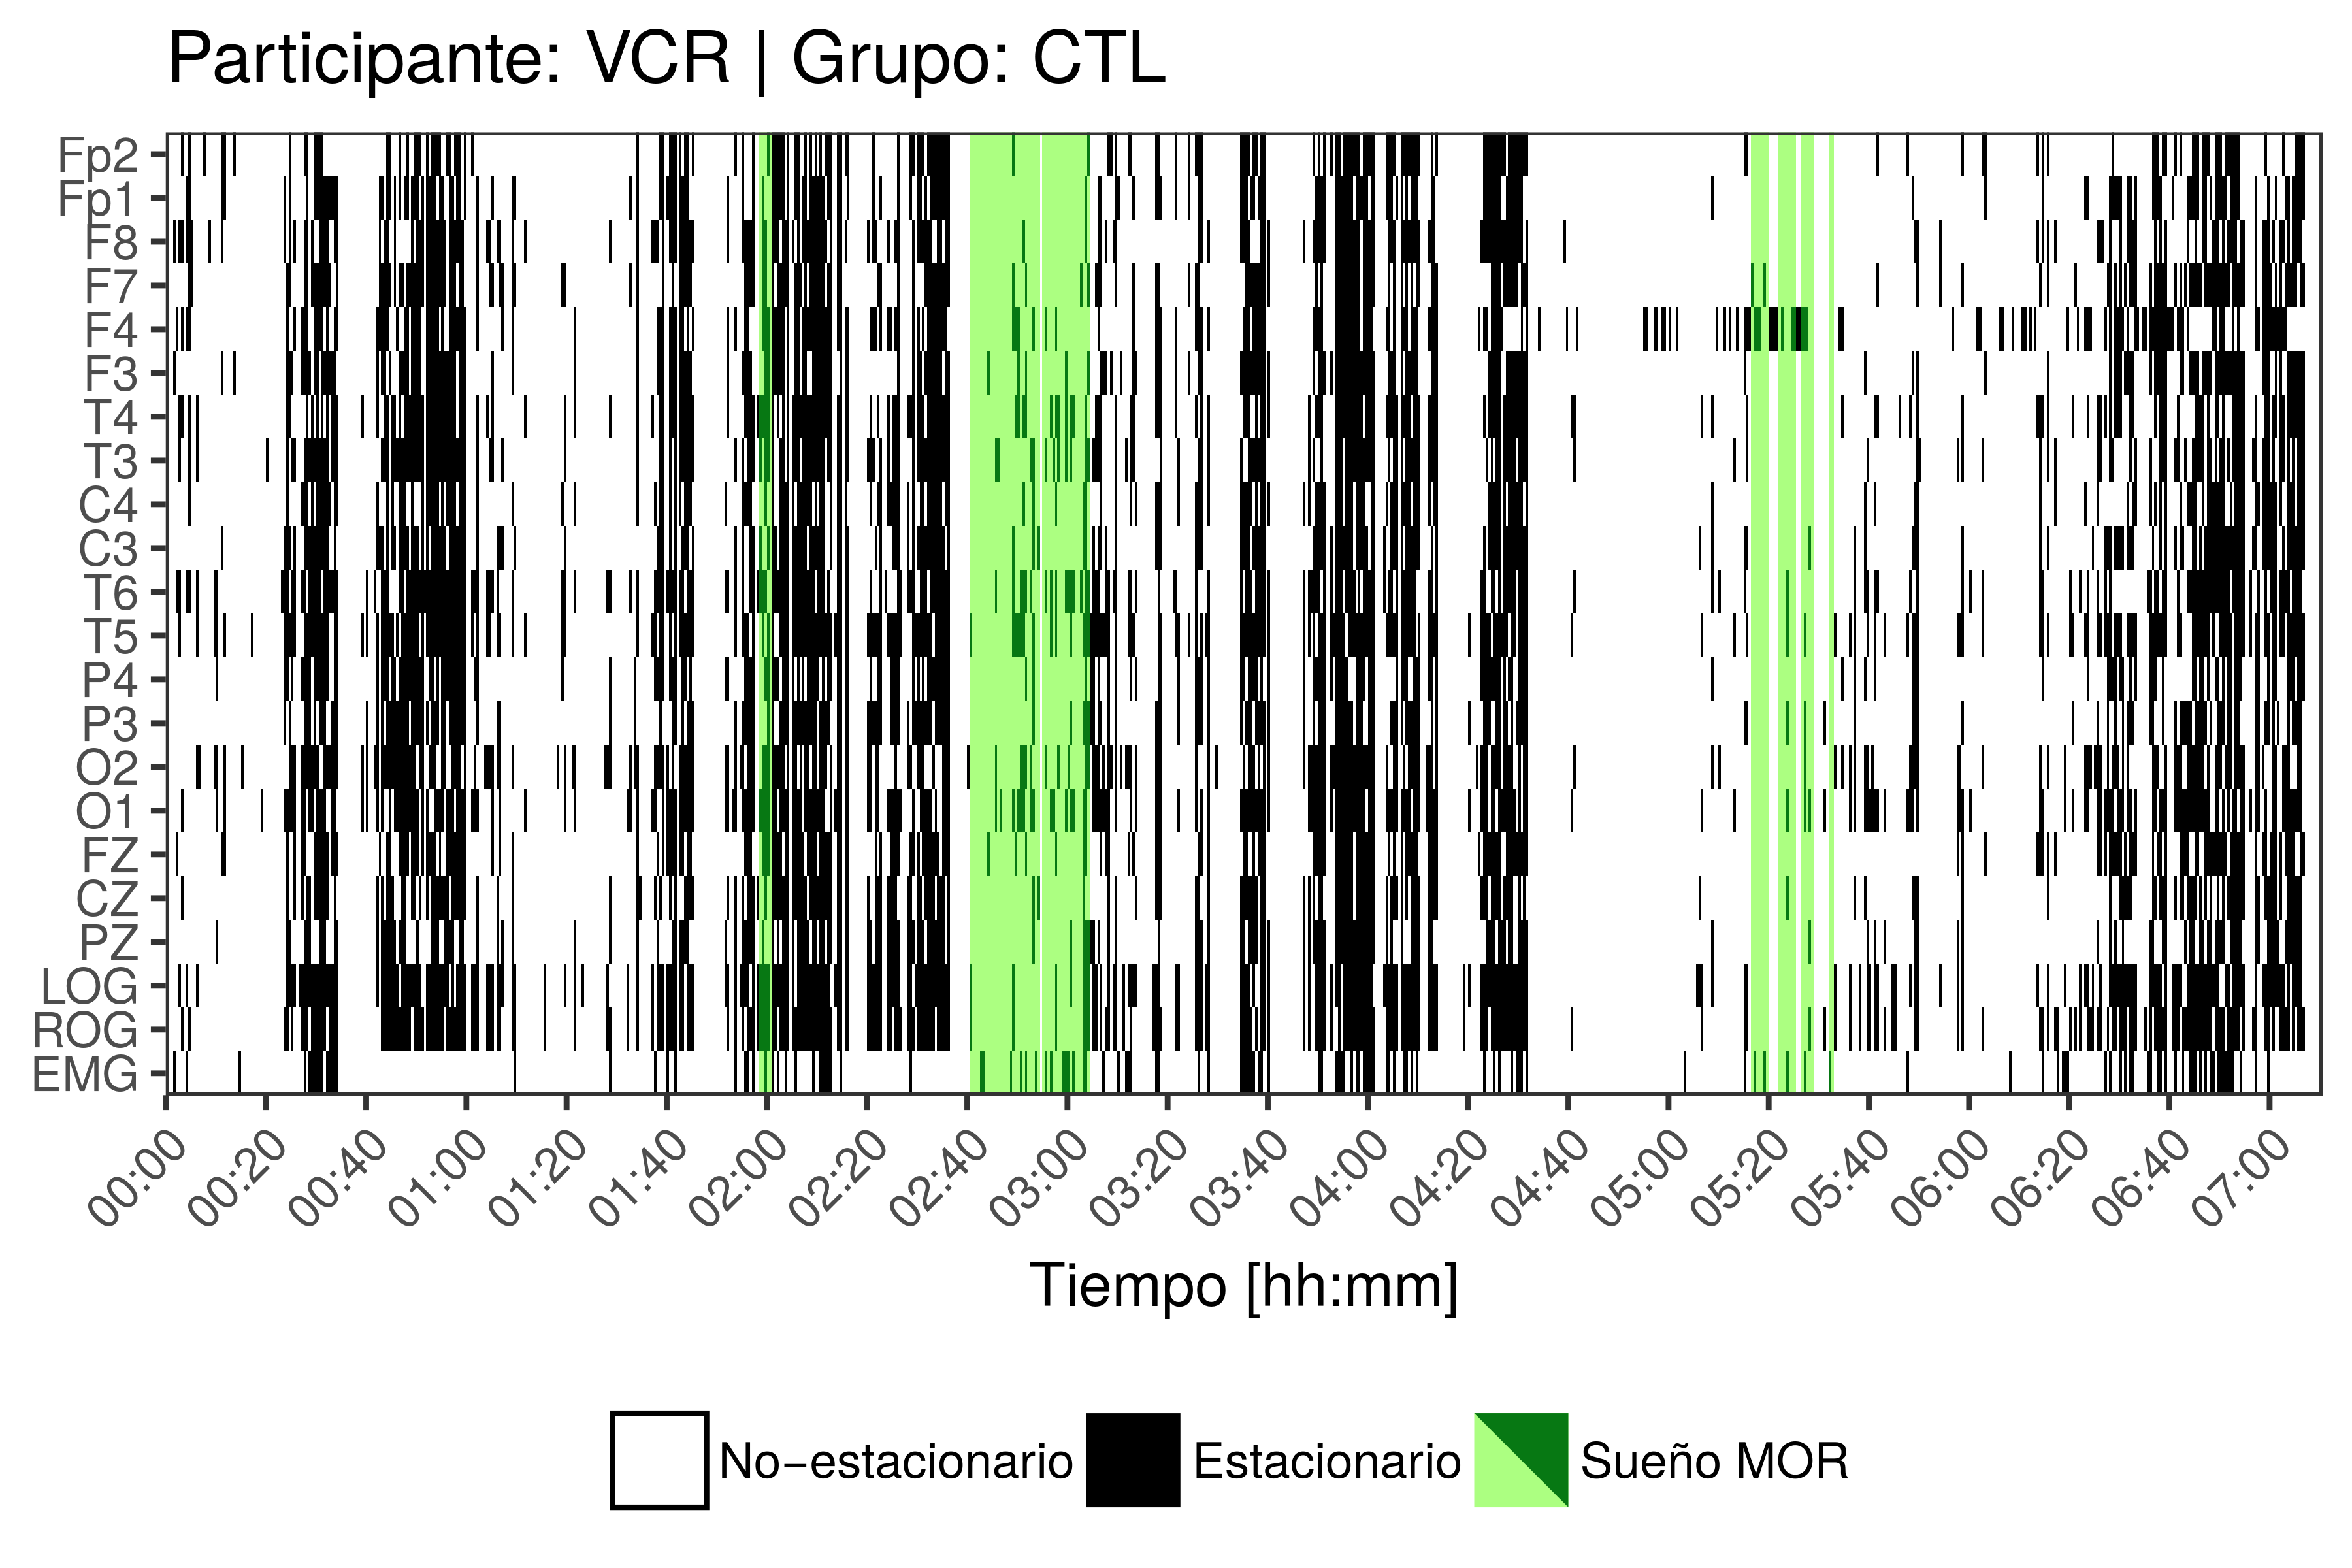 Participante: VCR | Grupo: CTL
Fp2
Fp1
F8
F7
F4
F3
T4
T3
C4
C3
T6
T5
P4
P3
O2
O1
FZ
CZ
PZ
LOG
ROG
EMG
00:00 00:20 00:40 01:00 01:20 01:40 02:00 02:20 02:40 03:00 03:20 03:40 04:00 04:20 04:40 05:00 05:20 05:40 06:00 06:20 06:40 07:00
Tiempo [hh:mm]
No−estacionario Estacionario Sueño MOR